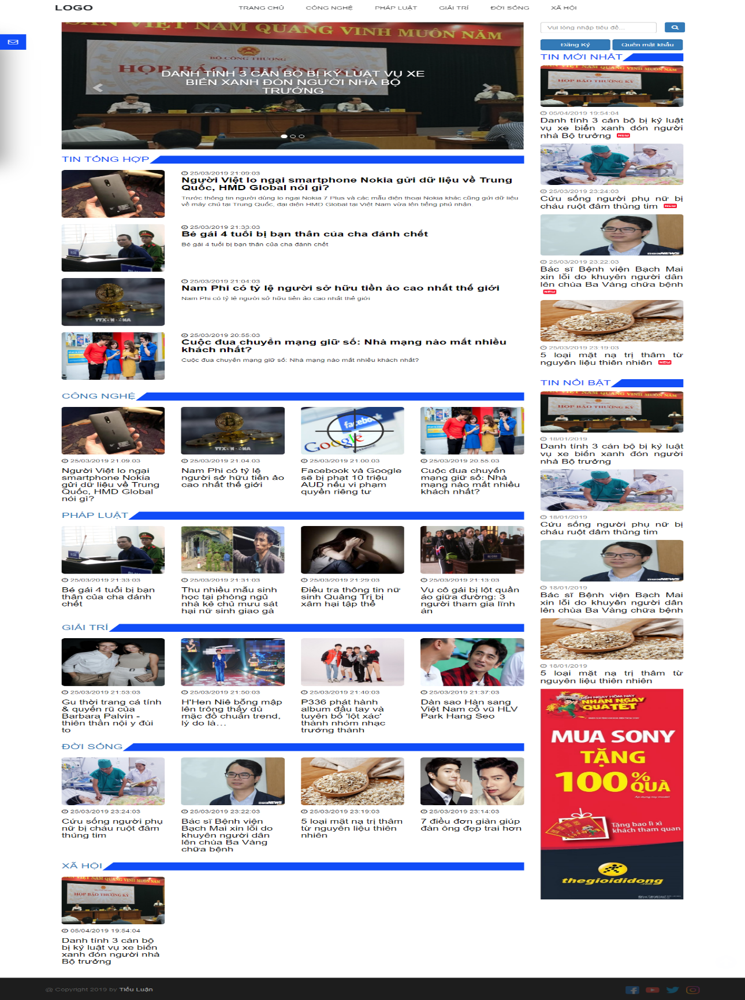 LOGO
TRANG CHỦ CÔNG NGHỆ PHÁP LUẬT GIẢI TRÍ ĐỜI SỐNG XÃ HỘI
Vui lòng nhập tiêu đề...
Đăng Ký Quên mật khẩu
DANH TÍNH 3 CÁN BỘ BỊ KỶ LUẬT VỤ XE
BIỂN XANH ĐÓN NGƯỜI NHÀ BỘ
TRƯỞNG
BỘ CÔNG THƯƠNG
HỌP BÁO THƯỜNG KỲ
TIN TỔNG HỢP
25/03/2019 21:09:03
Người Việt lo ngại smartphone Nokia gửi dữ liệu về Trung
Quốc, HMD Global nói gì?
Trước thông tin người dùng lo ngại Nokia 7 Plus và các mẫu điện thoại Nokia khác cũng gửi dữ liệu
về máy chủ tại Trung Quốc, đại diện HMD Global tại Việt Nam vừa lên tiếng phủ nhận.
25/03/2019 21:33:03
Bé gái 4 tuổi bị bạn thân của cha đánh chết
Bé gái 4 tuổi bị bạn thân của cha đánh chết
25/03/2019 21:04:03
Nam Phi có tỷ lệ người sở hữu tiền ảo cao nhất thế giới
Nam Phi có tỷ lệ người sở hữu tiền ảo cao nhất thế giới
25/03/2019 20:55:03
Cuộc đua chuyển mạng giữ số: Nhà mạng nào mất nhiều
khách nhất?
Cuộc đua chuyển mạng giữ số: Nhà mạng nào mất nhiều khách nhất?
CÔNG NGHỆ
25/03/2019 21:09:03
Người Việt lo ngại
smartphone Nokia
gửi dữ liệu về Trung
Quốc, HMD Global
nói gì?
25/03/2019 21:04:03
Nam Phi có tỷ lệ
người sở hữu tiền ảo
cao nhất thế giới
facebook
Google
25/03/2019 21:00:03
Facebook và Google
sẽ bị phạt 10 triệu
AUD nếu vi phạm
quyền riêng tư
25/03/2019 20:55:03
Cuộc đua chuyển
mạng giữ số: Nhà
mạng nào mất nhiều
khách nhất?
PHÁP LUẬT
25/03/2019 21:33:03
Bé gái 4 tuổi bị bạn
thân của cha đánh
chết
25/03/2019 21:31:03
Thu nhiều mẫu sinh
học tại phòng ngủ
nhà kẻ chủ mưu sát
hại nữ sinh giao gà
25/03/2019 21:29:03
Điều tra thông tin nữ
sinh Quảng Trị bị
xâm hại tập thể
25/03/2019 21:13:03
Vụ cô gái bị lột quần
áo giữa đường: 3
người tham gia lĩnh
án
GIẢI TRÍ
25/03/2019 21:53:03
Gu thời trang cá tính
& quyến rũ của
Barbara Palvin -
thiên thần nội y đủi
to
25/03/2019 21:50:03
H'Hen Niê bỗng mập
lên trông thấy dù
mặc đồ chuẩn trend,
lý do là...
25/03/2019 21:40:03
P336 phát hành
album đầu tay và
tuyên bố 'lột xác'
thành nhóm nhạc
trưởng thành
25/03/2019 21:37:03
Dàn sao Hàn sang
Việt Nam cổ vũ HLV
Park Hang Seo
ĐỜI SỐNG
25/03/2019 23:24:03
Cứu sống người phụ
nữ bị cháu ruột đâm
thủng tim
25/03/2019 23:22:03
Bác sĩ Bệnh viện
Bạch Mai xin lỗi do
khuyên người dân
lên chùa Ba Vàng
chữa bệnh
25/03/2019 23:19:03
5 loại mặt nạ trị thâm
từ nguyên liệu thiên
nhiên
25/03/2019 23:14:03
7 điều đơn giản giúp
đàn ông đẹp trai hơn
XÃ HỘI
HỌP BÁO THƯỜNG KỲ
05/04/2019 19:54:04
Danh tính 3 cán bộ
bị kỷ luật vụ xe biển
xanh đón người nhà
Bộ trưởng
TIN MỚI NHẤT
HỌP BÁO THƯỜNG KỲ
05/04/2019 19:54:04
Danh tính 3 cán bộ bị kỷ luật
vụ xe biển xanh đón người
nhà Bộ trưởng NEW
25/03/2019 23:24:03
Cứu sống người phụ nữ bị
cháu ruột đâm thủng tim NEW
25/03/2019 23:22:03
Bác sĩ Bệnh viện Bạch Mai
xin lỗi do khuyên người dân
lên chùa Ba Vàng chữa bệnh
NEW
25/03/2019 23:19:03
5 loại mặt nạ trị thâm từ
nguyên liệu thiên nhiên NEW
TIN NỔI BẬT
HỌP BÁO THƯỜNG KỲ
18/01/2019
Danh tính 3 cán bộ bị kỷ luật
vụ xe biển xanh đón người
nhà Bộ trưởng
18/01/2019
Cứu sống người phụ nữ bị
cháu ruột đâm thủng tim
18/01/2019
Bác sĩ Bệnh viện Bạch Mai
xin lỗi do khuyên người dân
lên chùa Ba Vàng chữa bệnh
18/01/2019
5 loại mặt nạ trị thâm từ
nguyên liệu thiên nhiên
ĐẾN NGAY HÔM NAY
NHẬN NGAY
QUÀ TẾT
MUA SONY
TẶNG
100%
QUÀ
Áp dụng tùy model
Tặng bao lì xì
khách tham quan
thegioididong
.com
@ Copyright 2019 by Tiểu Luận